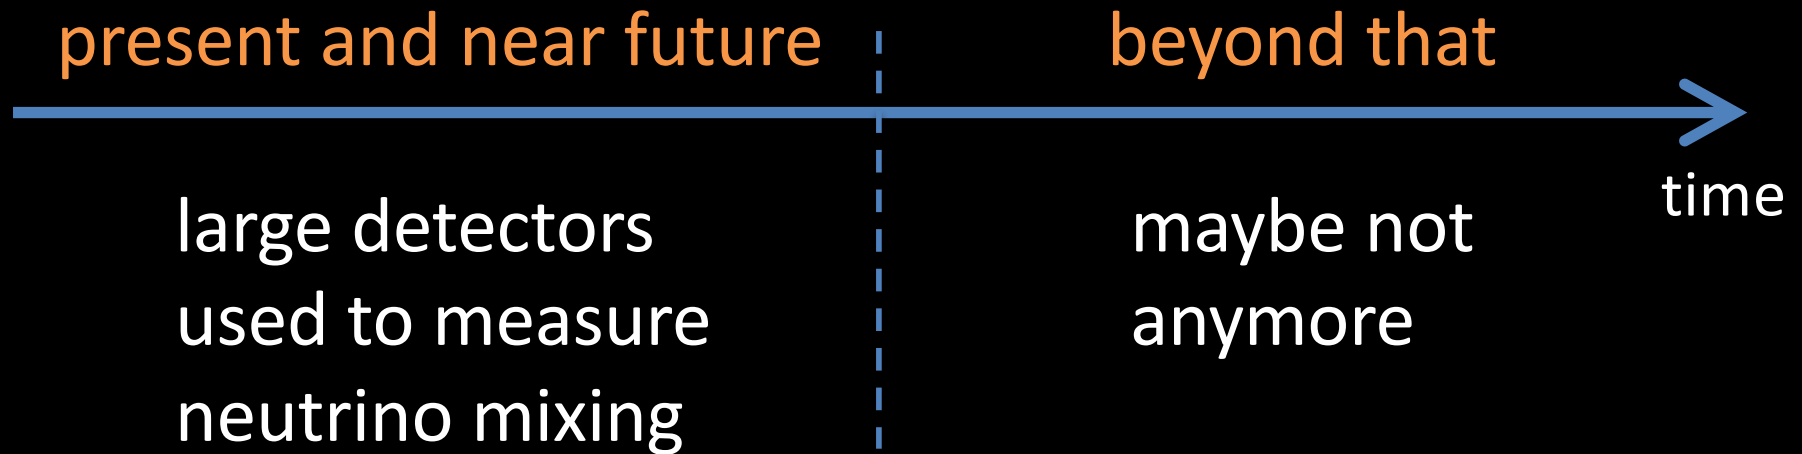 present and near future
beyond that
time
large detectors
used to measure
neutrino mixing
maybe not
anymore